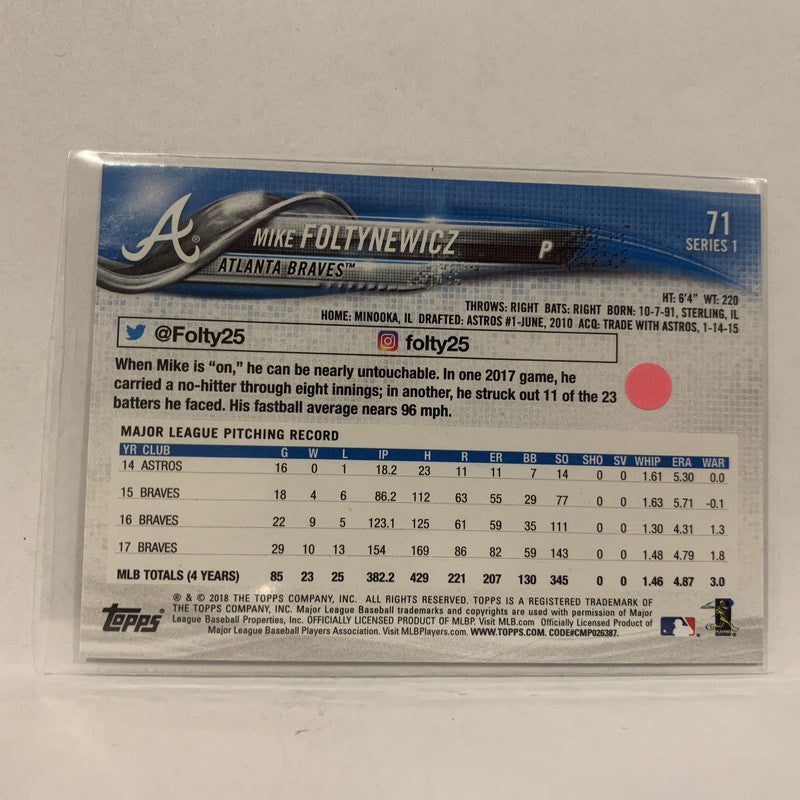 A
MIKE FOLTYNEWICZ P
ATLANTA BRAVES™
71
SERIES 1
HT: 6'4" WT: 220
THROWS: RIGHT BATS: RIGHT BORN: 10-7-91, STERLING, IL
HOME: MINOOKA, IL DRAFTED: ASTROS #1-JUNE, 2010 ACQ: TRADE WITH ASTROS, 1-14-15
@Folty25 folty25
When Mike is “on,” he can be nearly untouchable. In one 2017 game, he
carried a no-hitter through eight innings; in another, he struck out 11 of the 23
batters he faced. His fastball average nears 96 mph.
MAJOR LEAGUE PITCHING RECORD
YR CLUB G W L IP H R ER BB SO SHO SV WHIP ERA WAR
14 ASTROS 16 0 1 18.2 23 11 11 7 14 0 0 1.61 5.30 0.0
15 BRAVES 18 4 6 86.2 112 63 55 29 77 0 0 1.63 5.71 -0.1
16 BRAVES 22 9 5 123.1 125 61 59 35 111 0 0 1.30 4.31 1.3
17 BRAVES 29 10 13 154 169 86 82 59 143 0 0 1.48 4.79 1.8
MLB TOTALS (4 YEARS) 85 23 25 382.2 429 221 207 130 345 0 0 1.46 4.87 3.0
® & © 2018 THE TOPPS COMPANY, INC. ALL RIGHTS RESERVED. TOPPS IS A REGISTERED TRADEMARK OF
THE TOPPS COMPANY, INC. Major League Baseball trademarks and copyrights are used with permission of Major
League Baseball Properties, Inc. OFFICIALLY LICENSED PRODUCT OF MLBP. Visit MLB.com Officially Licensed Product of
Major League Baseball Players Association. Visit MLBPlayers.com. WWW.TOPPS.COM. CODE#CMP026387.
TOPPS®